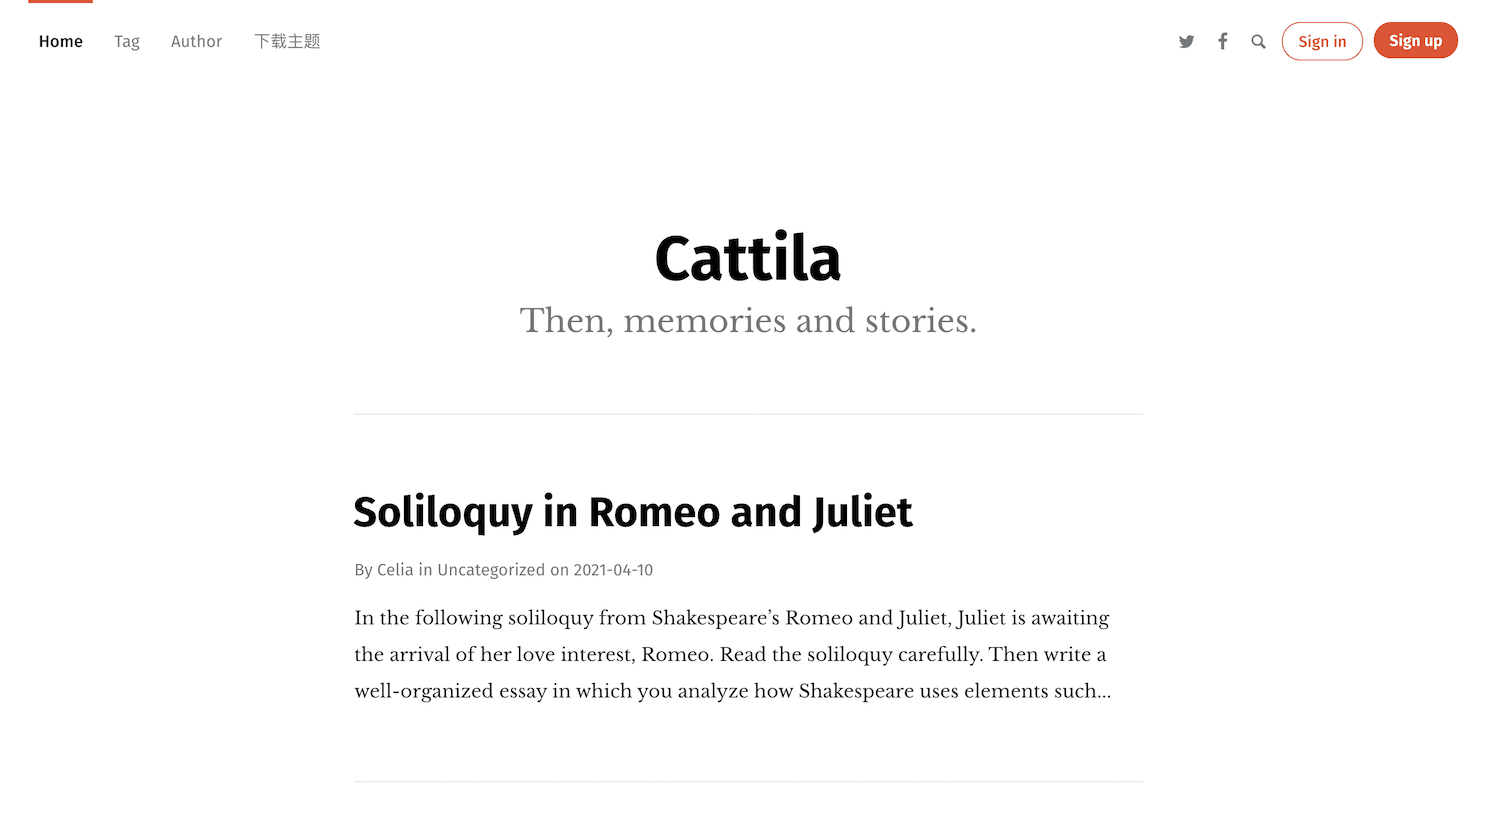 Home Tag Author 下载主题 Sign in Sign up
Cattila
Then, memories and stories.
Soliloquy in Romeo and Juliet
By Celia in Uncategorized on 2021-04-10
In the following soliloquy from Shakespeare’s Romeo and Juliet, Juliet is awaiting
the arrival of her love interest, Romeo. Read the soliloquy carefully. Then write a
well-organized essay in which you analyze how Shakespeare uses elements such...